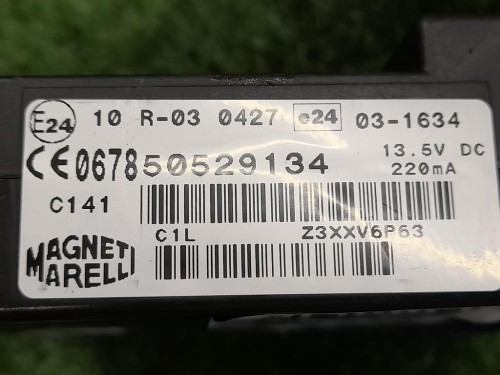 E24 10 R-03 0427 e24 03-1634
CE0678 50529134 13.5V DC
220mA
C141
C1L Z3XXV6P63
MAGNETI
MARELLI